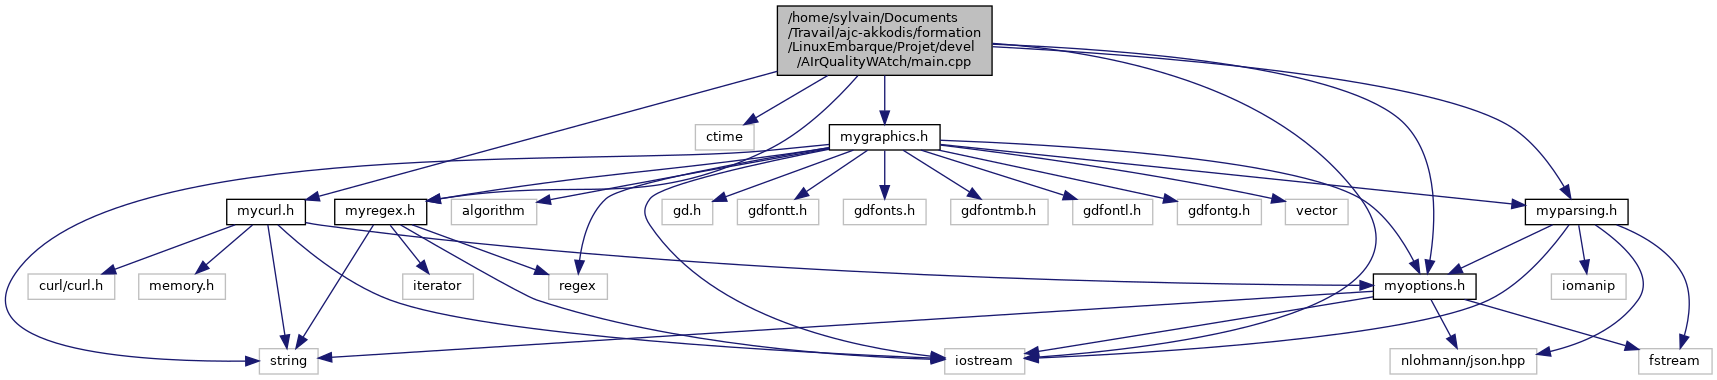 /home/sylvain/Documents
/Travail/ajc-akkodis/formation
/LinuxEmbarque/Projet/devel
/AIrQualityWAtch/main.cpp
ctime
mygraphics.h
mycurl.h
myregex.h
algorithm
gd.h
gdfontt.h
gdfonts.h
gdfontmb.h
gdfontl.h
gdfontg.h
vector
myparsing.h
curl/curl.h
memory.h
iterator
regex
myoptions.h
iomanip
string
iostream
nlohmann/json.hpp
fstream